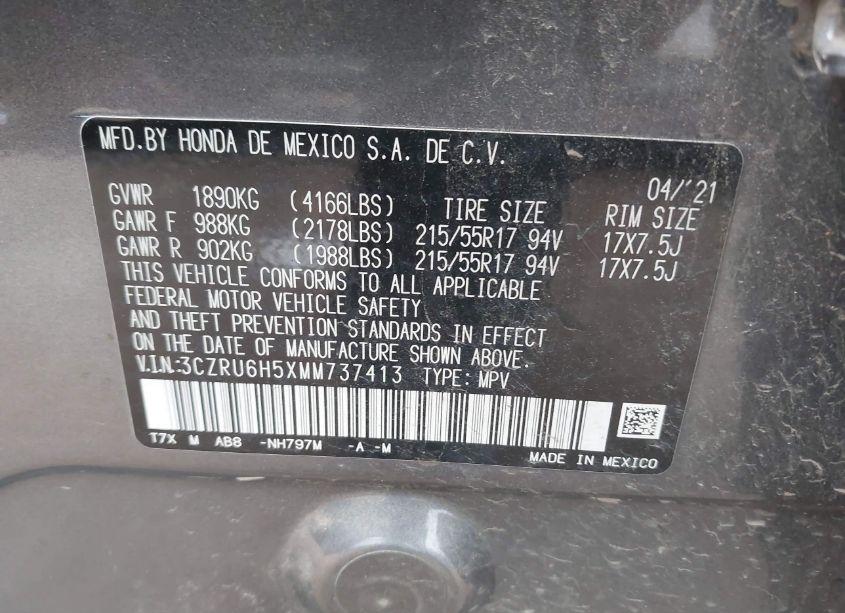 MFD.BY HONDA DE MEXICO S.A. DE C.V.
04/'21
GVWR 1890KG (4166LBS) TIRE SIZE RIM SIZE
GAWR F 988KG (2178LBS) 215/55R17 94V 17X7.5J
GAWR R 902KG (1988LBS) 215/55R17 94V 17X7.5J
THIS VEHICLE CONFORMS TO ALL APPLICABLE
FEDERAL MOTOR VEHICLE SAFETY
AND THEFT PREVENTION STANDARDS IN EFFECT
ON THE DATE OF MANUFACTURE SHOWN ABOVE.
V.I.N.:3CZRU6H5XMM737413 TYPE: MPV
T7X M AB8 -NH797M -A -M
MADE IN MEXICO